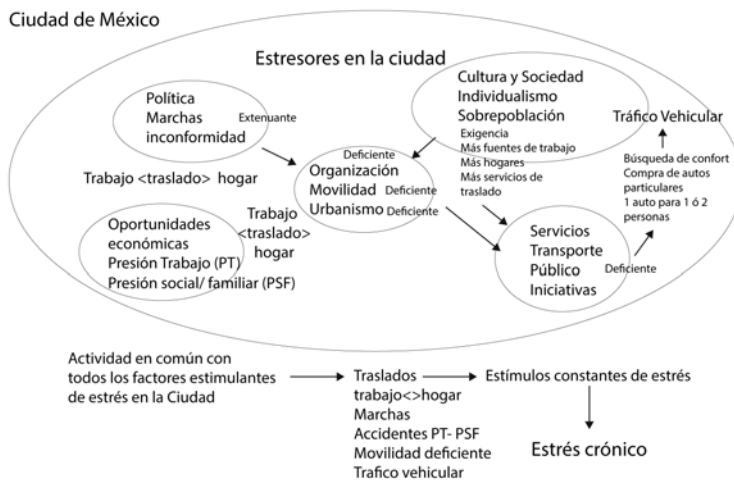 Ciudad de México
Estresores en la ciudad
Política
Marchas
inconformidad
Extenuante
Cultura y Sociedad
Individualismo
Sobrepoblación
Exigencia
Más fuentes de trabajo
Más hogares
Más servicios de
traslado
Tráfico Vehicular
Búsqueda de confort
Compra de autos
particulares
1 auto para 1 ó 2
personas
Trabajo <traslado> hogar
Deficiente
Organización
Movilidad Deficiente
Urbanismo Deficiente
Trabajo
<traslado>
hogar
Oportunidades
económicas
Presión Trabajo (PT)
Presión social/ familiar (PSF)
Servicios
Transporte
Público Deficiente
Iniciativas
Actividad en común con
todos los factores estimulantes
de estrés en la Ciudad
Traslados
trabajo<>hogar
Marchas
Accidentes PT- PSF
Movilidad deficiente
Trafico vehicular
Estímulos constantes de estrés
Estrés crónico